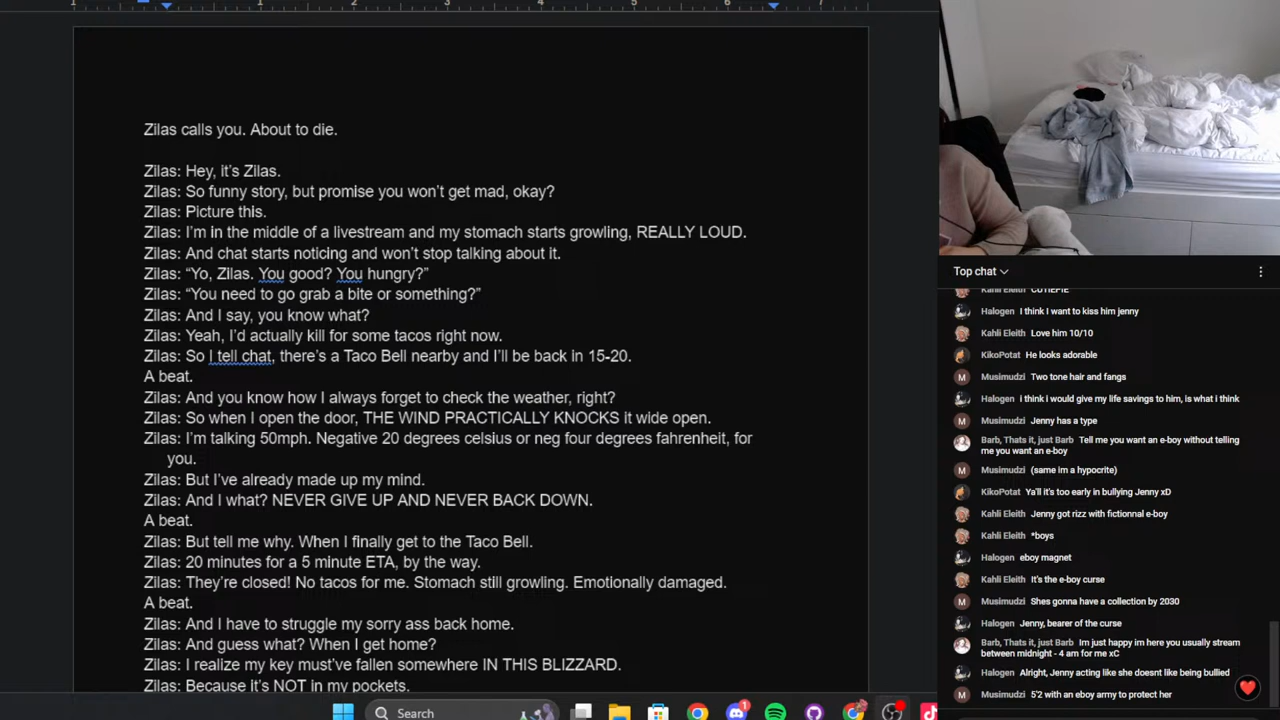 1 1 2 3 4 5 6 7
Zilas calls you. About to die.
Zilas: Hey, it’s Zilas.
Zilas: So funny story, but promise you won’t get mad, okay?
Zilas: Picture this.
Zilas: I’m in the middle of a livestream and my stomach starts growling, REALLY LOUD.
Zilas: And chat starts noticing and won’t stop talking about it.
Zilas: “Yo, Zilas. You good? You hungry?”
Zilas: “You need to go grab a bite or something?”
Zilas: And I say, you know what?
Zilas: Yeah, I’d actually kill for some tacos right now.
Zilas: So I tell chat, there’s a Taco Bell nearby and I’ll be back in 15-20.
A beat.
Zilas: And you know how I always forget to check the weather, right?
Zilas: So when I open the door, THE WIND PRACTICALLY KNOCKS it wide open.
Zilas: I’m talking 50mph. Negative 20 degrees celsius or neg four degrees fahrenheit, for
you.
Zilas: But I’ve already made up my mind.
Zilas: And I what? NEVER GIVE UP AND NEVER BACK DOWN.
A beat.
Zilas: But tell me why. When I finally get to the Taco Bell.
Zilas: 20 minutes for a 5 minute ETA, by the way.
Zilas: They’re closed! No tacos for me. Stomach still growling. Emotionally damaged.
A beat.
Zilas: And I have to struggle my sorry ass back home.
Zilas: And guess what? When I get home?
Zilas: I realize my key must’ve fallen somewhere IN THIS BLIZZARD.
Zilas: Because it’s NOT in my pockets.
Search
1
Top chat
Kahli Eleith CUTIEPIE
Halogen I think I want to kiss him jenny
Kahli Eleith Love him 10/10
KikoPotat He looks adorable
M Musimudzi Two tone hair and fangs
Halogen i think i would give my life savings to him, is what i think
M Musimudzi Jenny has a type
Barb, Thats it, just Barb Tell me you want an e-boy without telling
me you want an e-boy
M Musimudzi (same im a hypocrite)
KikoPotat Ya'll it's too early in bullying Jenny xD
Kahli Eleith Jenny got rizz with fictionnal e-boy
Kahli Eleith *boys
Halogen eboy magnet
Kahli Eleith It's the e-boy curse
M Musimudzi Shes gonna have a collection by 2030
Halogen Jenny, bearer of the curse
Barb, Thats it, just Barb Im just happy im here you usually stream
between midnight - 4 am for me xC
Halogen Alright, Jenny acting like she doesnt like being bullied
M Musimudzi 5'2 with an eboy army to protect her